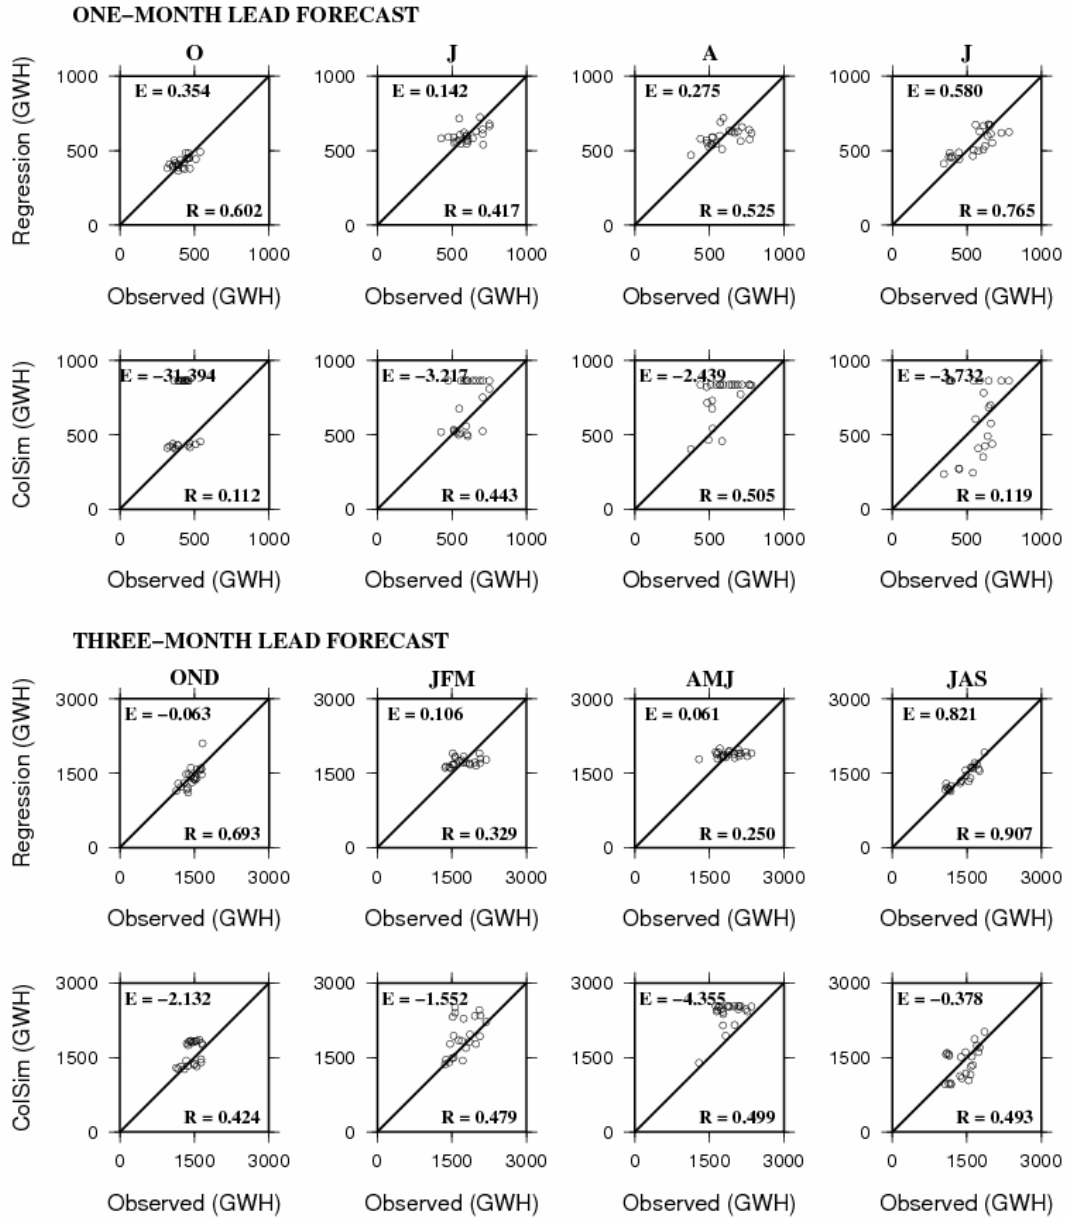 ONE−MONTH LEAD FORECAST
O J A J
Regression (GWH)
1000 1000 1000 1000
E = 0.354 E = 0.142 E = 0.275 E = 0.580
500 500 500 500
R = 0.602 R = 0.417 R = 0.525 R = 0.765
0 0 0 0
0 500 1000 0 500 1000 0 500 1000 0 500 1000
Observed (GWH) Observed (GWH) Observed (GWH) Observed (GWH)
ColSim (GWH)
1000 1000 1000 1000
E = −31.394 E = −3.217 E = −2.439 E = −3.732
500 500 500 500
R = 0.112 R = 0.443 R = 0.505 R = 0.119
0 0 0 0
0 500 1000 0 500 1000 0 500 1000 0 500 1000
Observed (GWH) Observed (GWH) Observed (GWH) Observed (GWH)
THREE−MONTH LEAD FORECAST
OND JFM AMJ JAS
Regression (GWH)
3000 3000 3000 3000
E = −0.063 E = 0.106 E = 0.061 E = 0.821
1500 1500 1500 1500
R = 0.693 R = 0.329 R = 0.250 R = 0.907
0 0 0 0
0 1500 3000 0 1500 3000 0 1500 3000 0 1500 3000
Observed (GWH) Observed (GWH) Observed (GWH) Observed (GWH)
ColSim (GWH)
3000 3000 3000 3000
E = −2.132 E = −1.552 E = −4.355 E = −0.378
1500 1500 1500 1500
R = 0.424 R = 0.479 R = 0.499 R = 0.493
0 0 0 0
0 1500 3000 0 1500 3000 0 1500 3000 0 1500 3000
Observed (GWH) Observed (GWH) Observed (GWH) Observed (GWH)